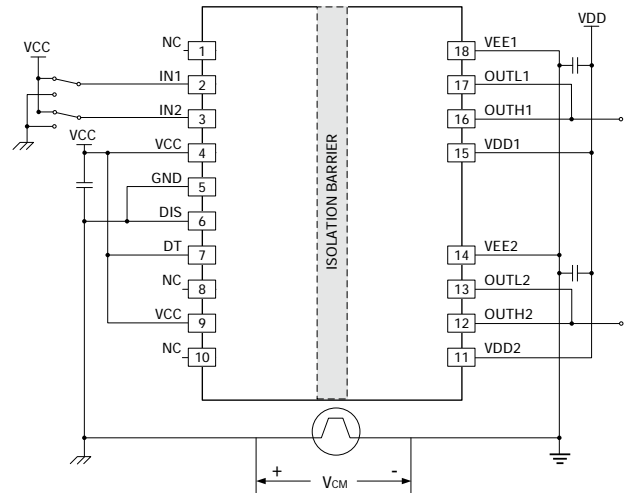 VCC
VCC
NC
1
IN1
2
IN2
3
VCC
4
GND
5
DIS
6
DT
7
NC
8
VCC
9
NC
10
ISOLATION BARRIER
VDD
18
VEE1
17
OUTL1
16
OUTH1
15
VDD1
14
VEE2
13
OUTL2
12
OUTH2
11
VDD2
+ VCM -